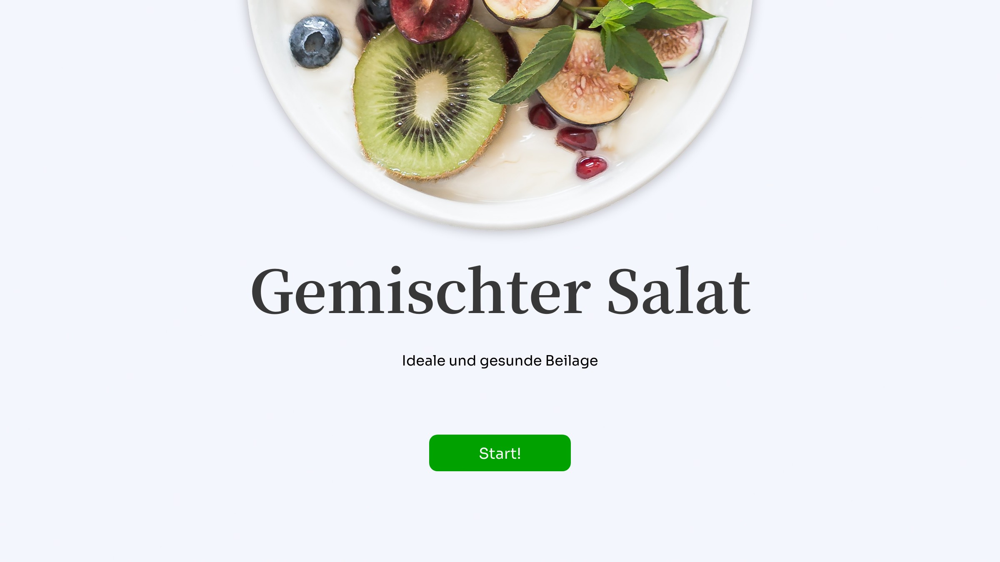 Gemischter Salat
Ideale und gesunde Beilage
Start!